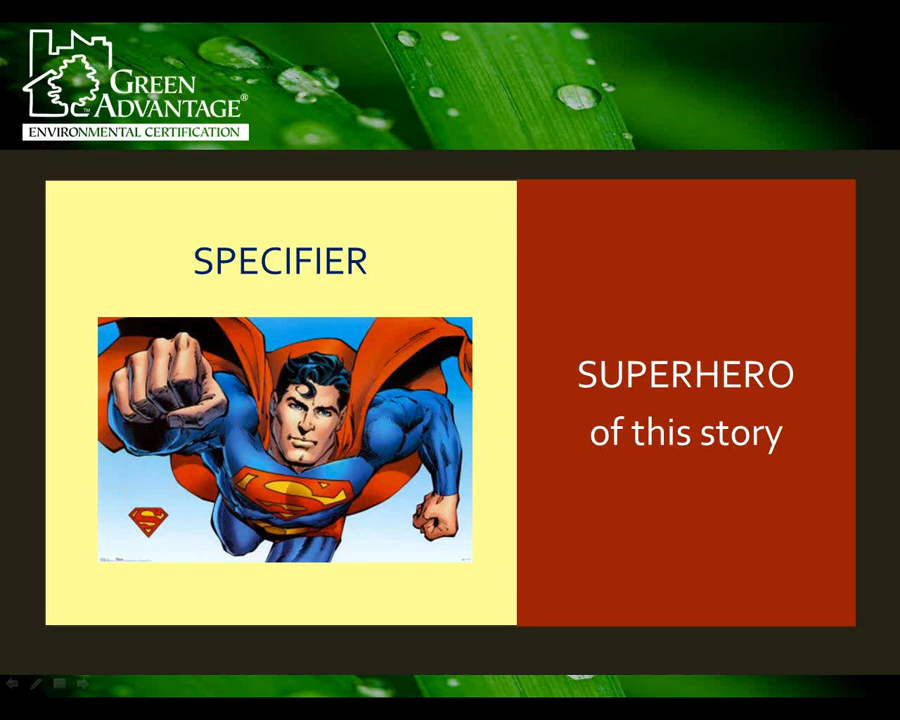 GREEN
ADVANTAGE®
ENVIRONMENTAL CERTIFICATION
SPECIFIER
SUPERHERO
of this story